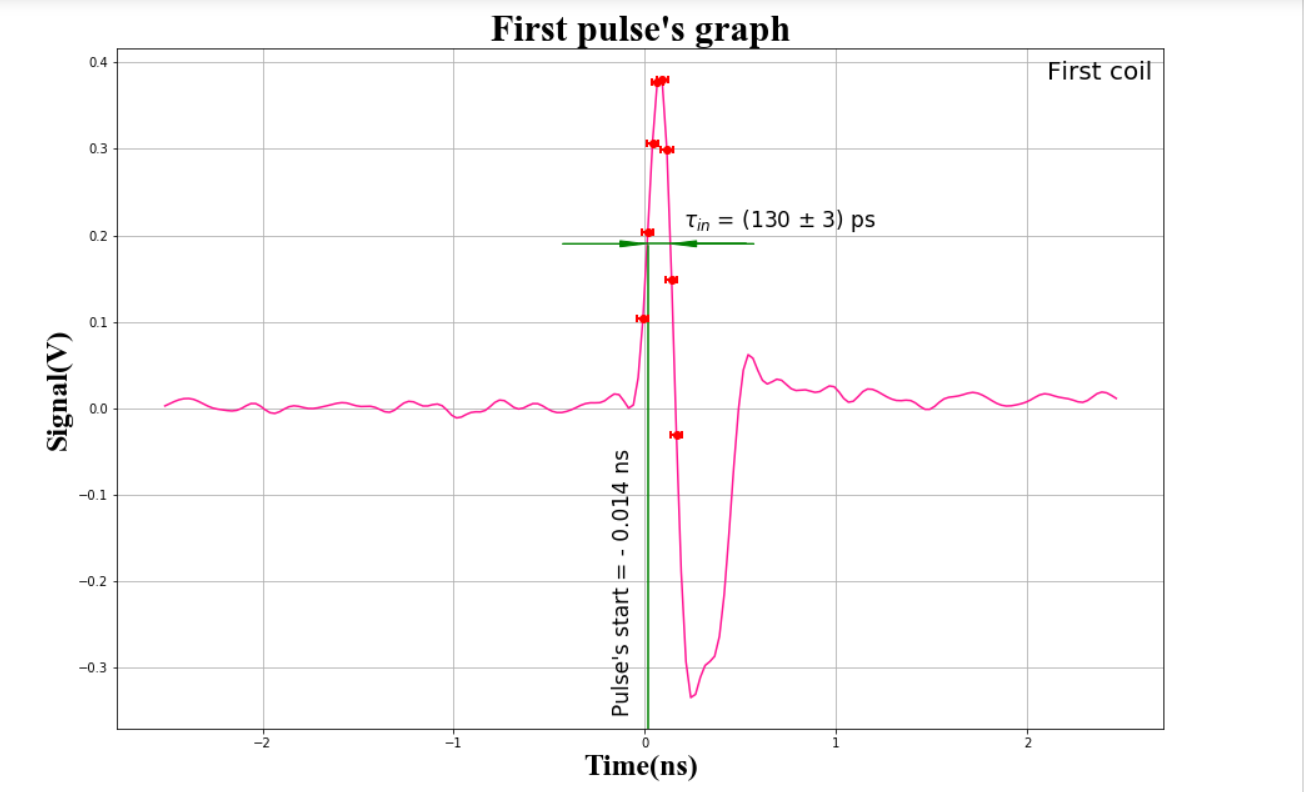 First pulse's graph
First coil
τin = (130 ± 3) ps
Pulse's start = - 0.014 ns
Signal(V)
0.4
0.3
0.2
0.1
0.0
−0.1
−0.2
−0.3
−2
−1
0
1
2
Time(ns)